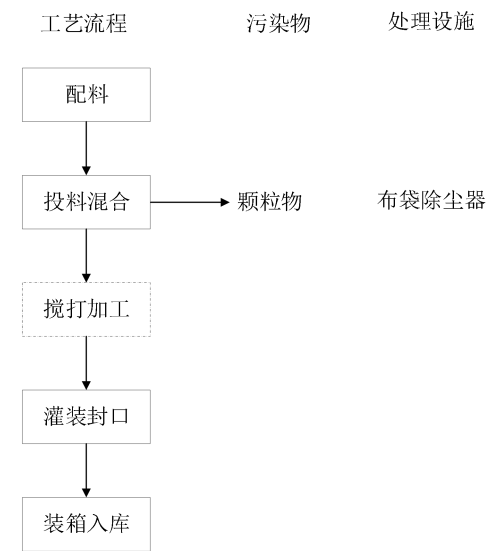 工艺流程 污染物 处理设施
配料
投料混合 颗粒物 布袋除尘器
搅打加工
灌装封口
装箱入库